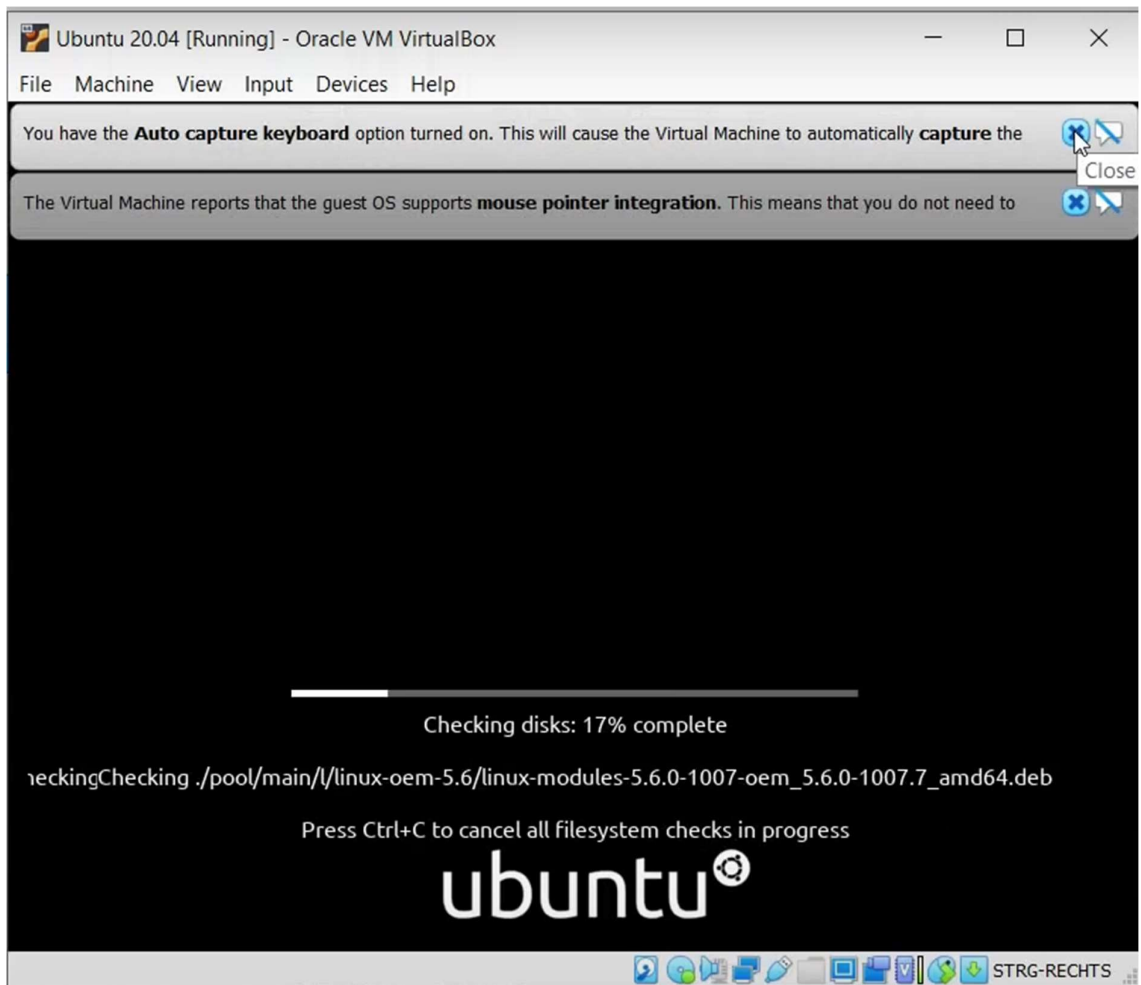 Ubuntu 20.04 [Running] - Oracle VM VirtualBox
File Machine View Input Devices Help
You have the Auto capture keyboard option turned on. This will cause the Virtual Machine to automatically capture the
Close
The Virtual Machine reports that the guest OS supports mouse pointer integration. This means that you do not need to
Checking disks: 17% complete
heckingChecking ./pool/main/l/linux-oem-5.6/linux-modules-5.6.0-1007-oem_5.6.0-1007.7_amd64.deb
Press Ctrl+C to cancel all filesystem checks in progress
ubuntu
STRG-RECHTS